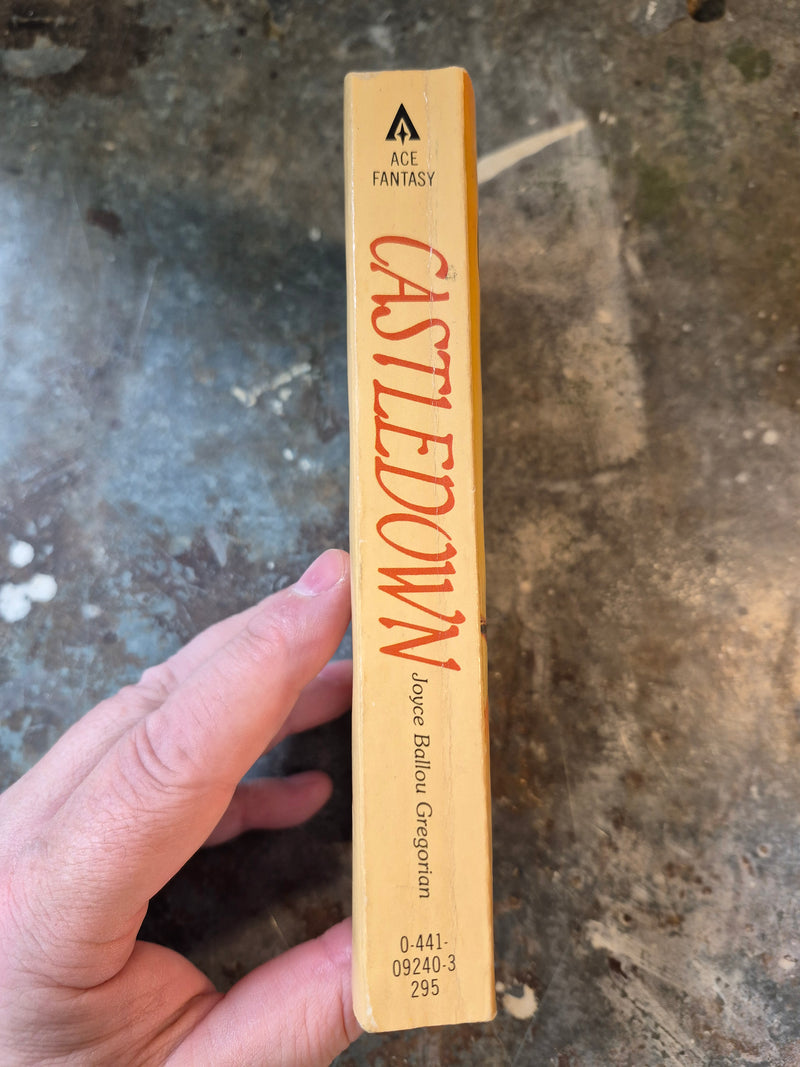 ACE
FANTASY
CASTLEDOWN
Joyce Ballou Gregorian
0-441-
09240-3
295